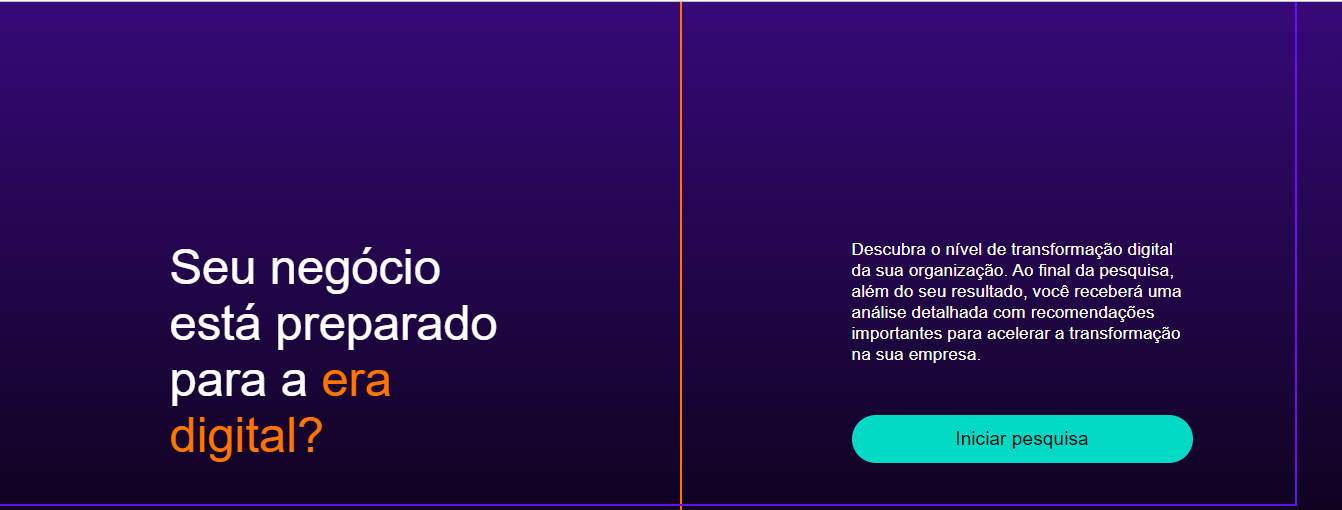 Seu negócio
está preparado
para a era
digital?
Descubra o nível de transformação digital
da sua organização. Ao final da pesquisa,
além do seu resultado, você receberá uma
análise detalhada com recomendações
importantes para acelerar a transformação
na sua empresa.
Iniciar pesquisa